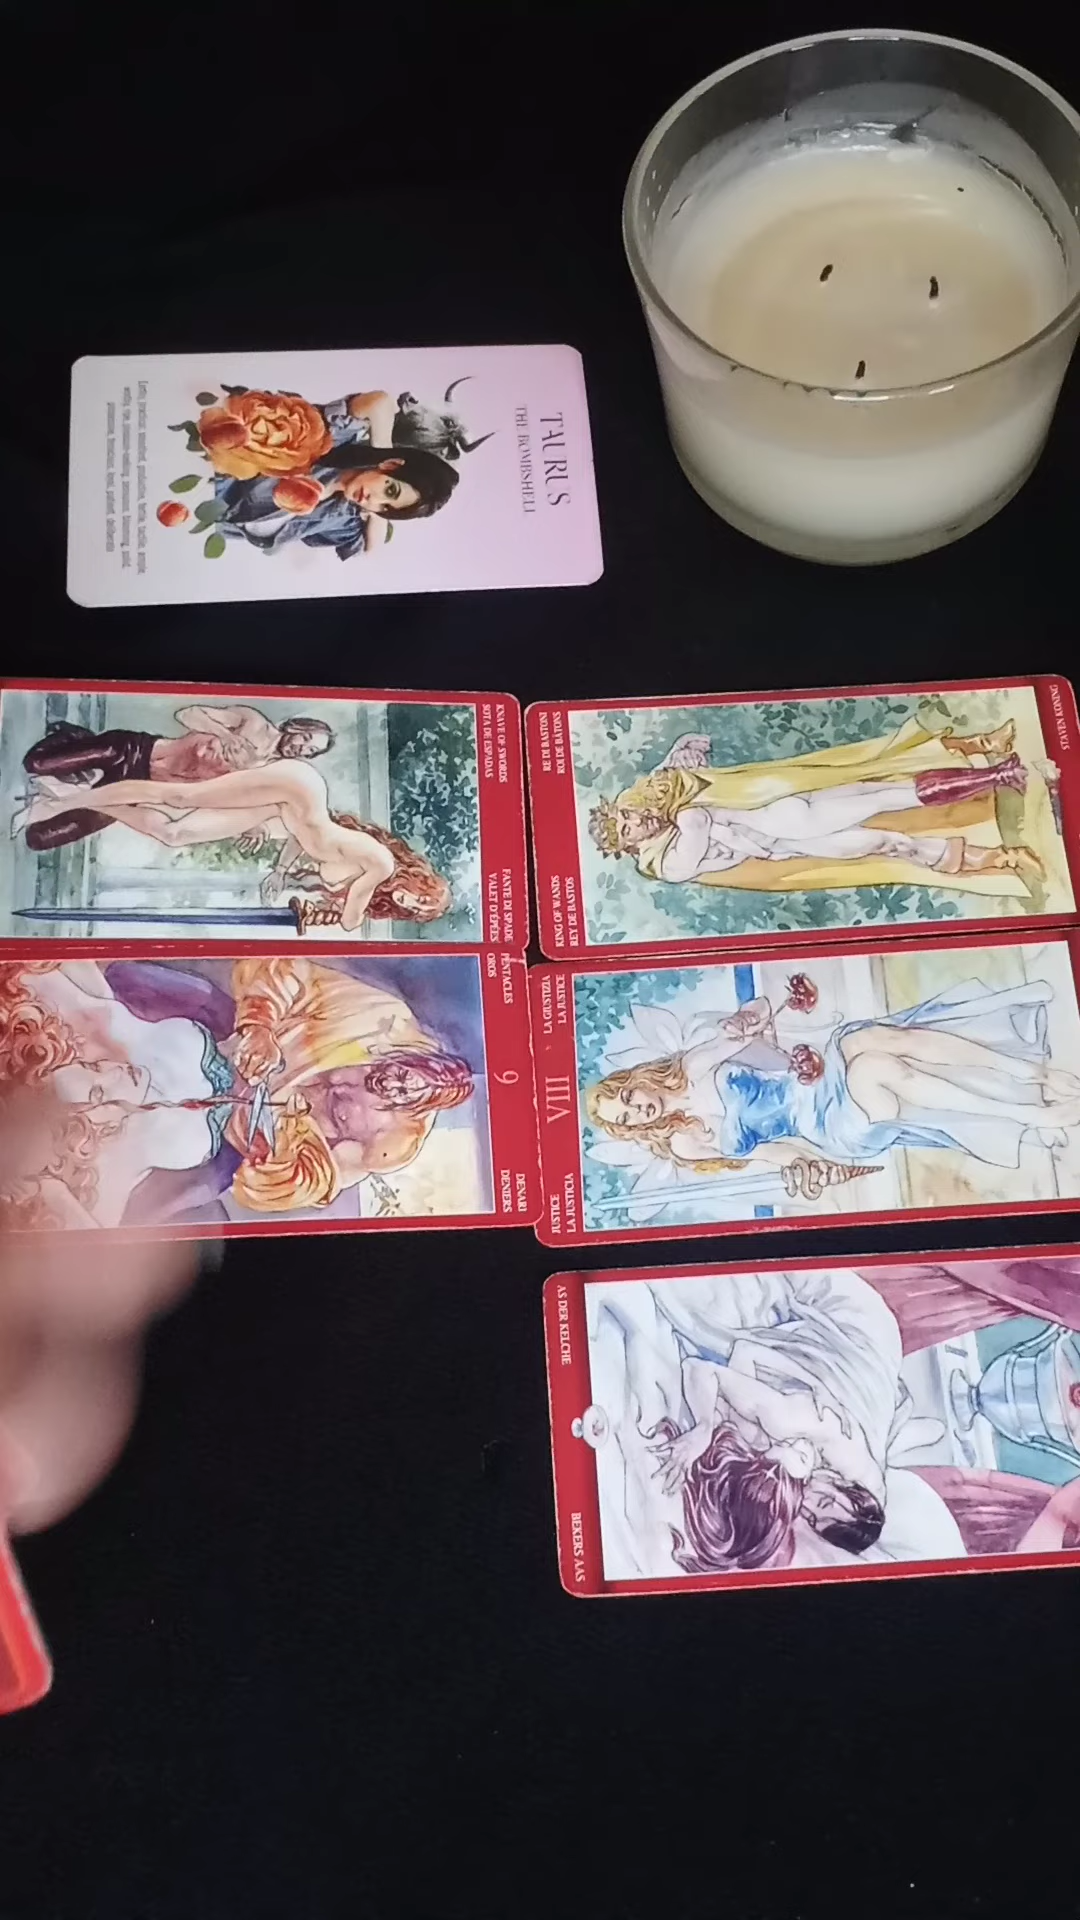 TAURUS
THE BOMBSHELL
KNAVE OF SWORDS
SOTA DE ESPADAS
FANTE DI SPADE
VALET D'ÉPÉES
RE DI BASTONI
ROI DE BÂTONS
KING OF WANDS
REY DE BASTOS
PENTACLES
OROS
9
DENARI
DENIERS
LA GIUSTIZIA
LA JUSTICE
VIII
JUSTICE
LA JUSTICIA
AS DER KELCHE
BEKERS AAS